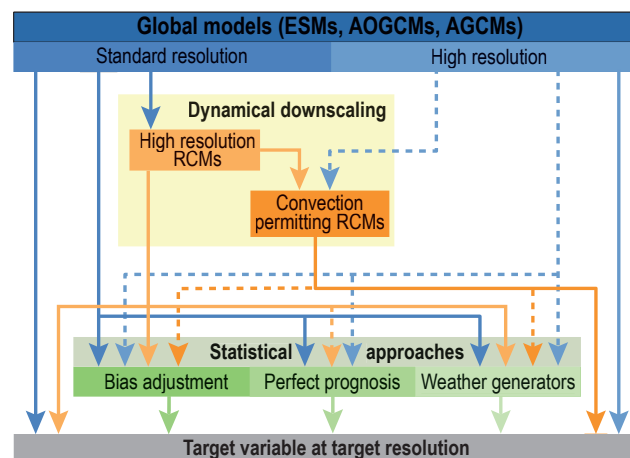 Global models (ESMs, AOGCMs, AGCMs)
Standard resolution
High resolution
Dynamical downscaling
High resolution
RCMs
Convection
permitting RCMs
Statistical approaches
Bias adjustment
Perfect prognosis
Weather generators
Target variable at target resolution